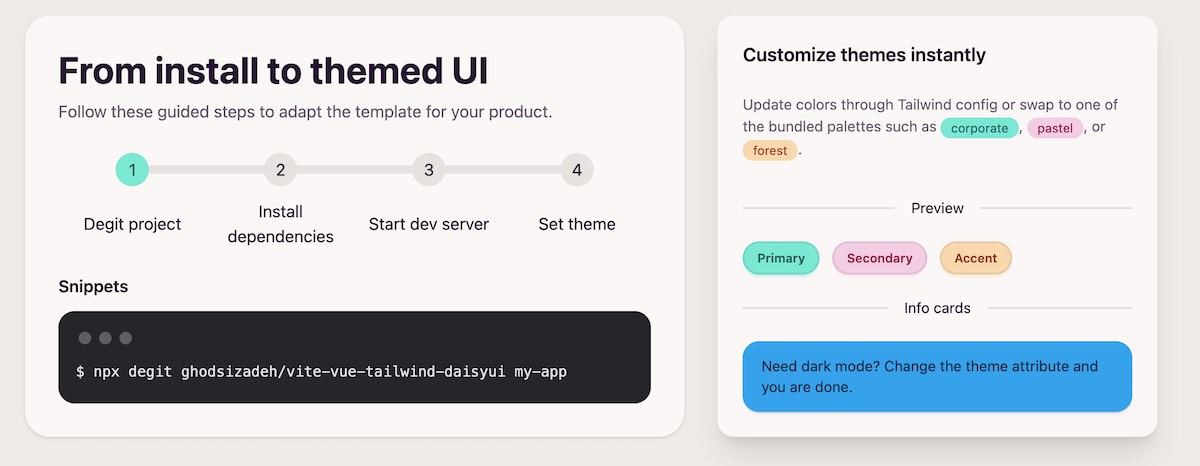 From install to themed UI
Follow these guided steps to adapt the template for your product.
1
2
3
4
Degit project
Install
dependencies
Start dev server
Set theme
Snippets
$ npx degit ghodsizadeh/vite-vue-tailwind-daisyui my-app
Customize themes instantly
Update colors through Tailwind config or swap to one of
the bundled palettes such as corporate, pastel, or
forest.
Preview
Primary
Secondary
Accent
Info cards
Need dark mode? Change the theme attribute and
you are done.